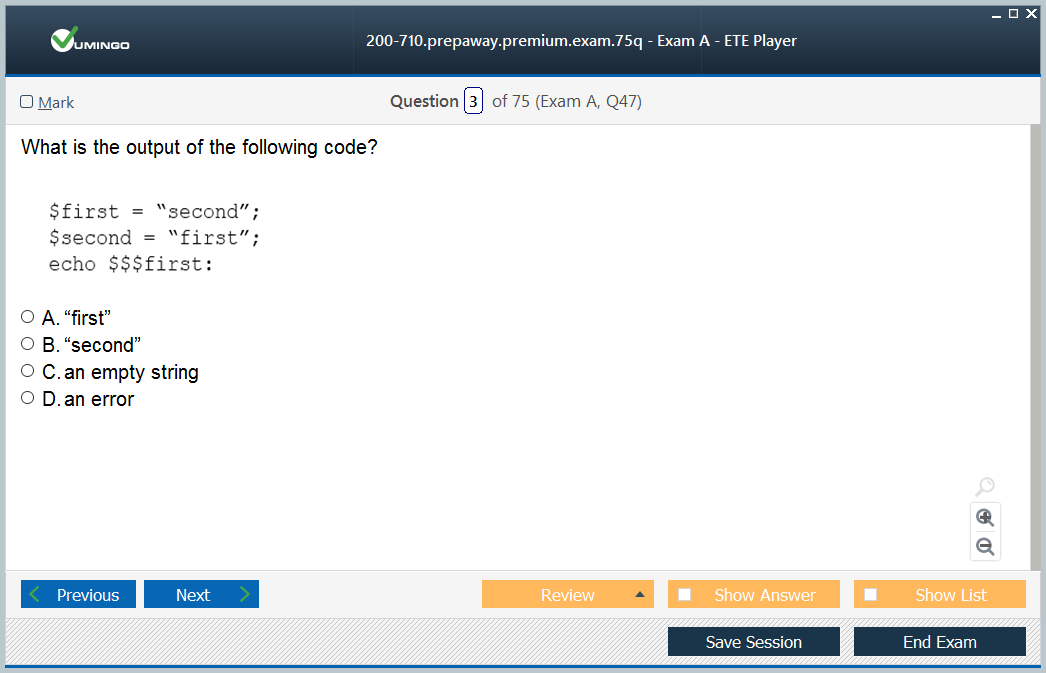 VUMINGO
200-710.prepaway.premium.exam.75q - Exam A - ETE Player
Mark
Question 3 of 75 (Exam A, Q47)
What is the output of the following code?
$first = “second”;
$second = “first”;
echo $$$first:
A. “first”
B. “second”
C. an empty string
D. an error
Previous
Next
Review
Show Answer
Show List
Save Session
End Exam